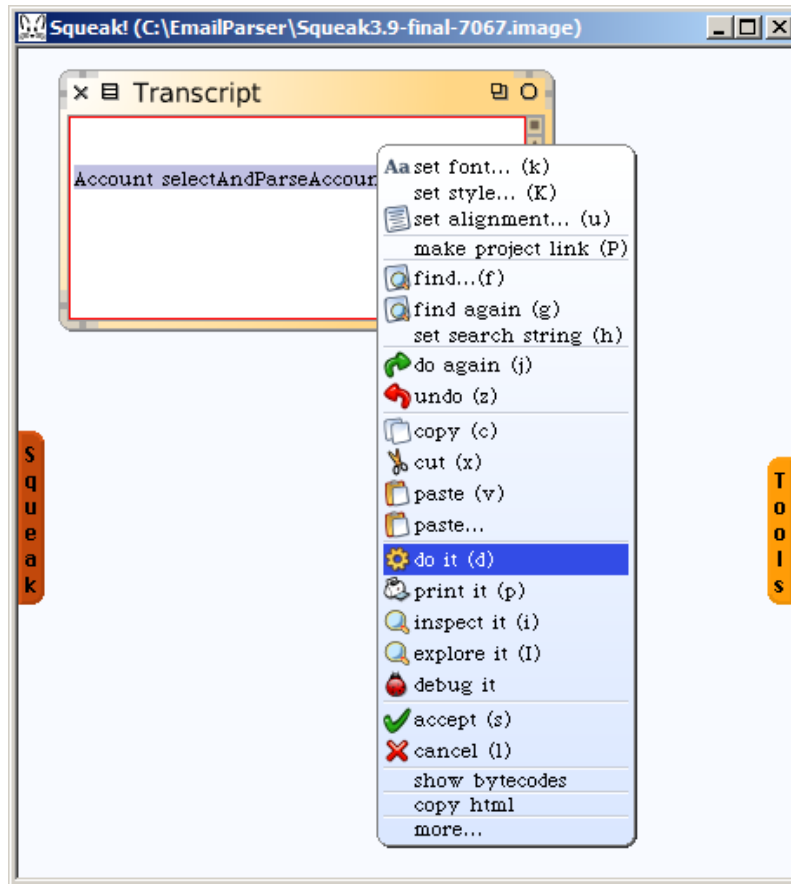 Squeak! (C:\EmailParser\Squeak3.9-final-7067.image)
Transcript
Account selectAndParseAccoun
Aa set font... (k)
set style... (K)
set alignment... (u)
make project link (P)
find...(f)
find again (g)
set search string (h)
do again (j)
undo (z)
copy (c)
cut (x)
paste (v)
paste...
do it (d)
print it (p)
inspect it (i)
explore it (I)
debug it
accept (s)
cancel (l)
show bytecodes
copy html
more...
Squeak
Tools